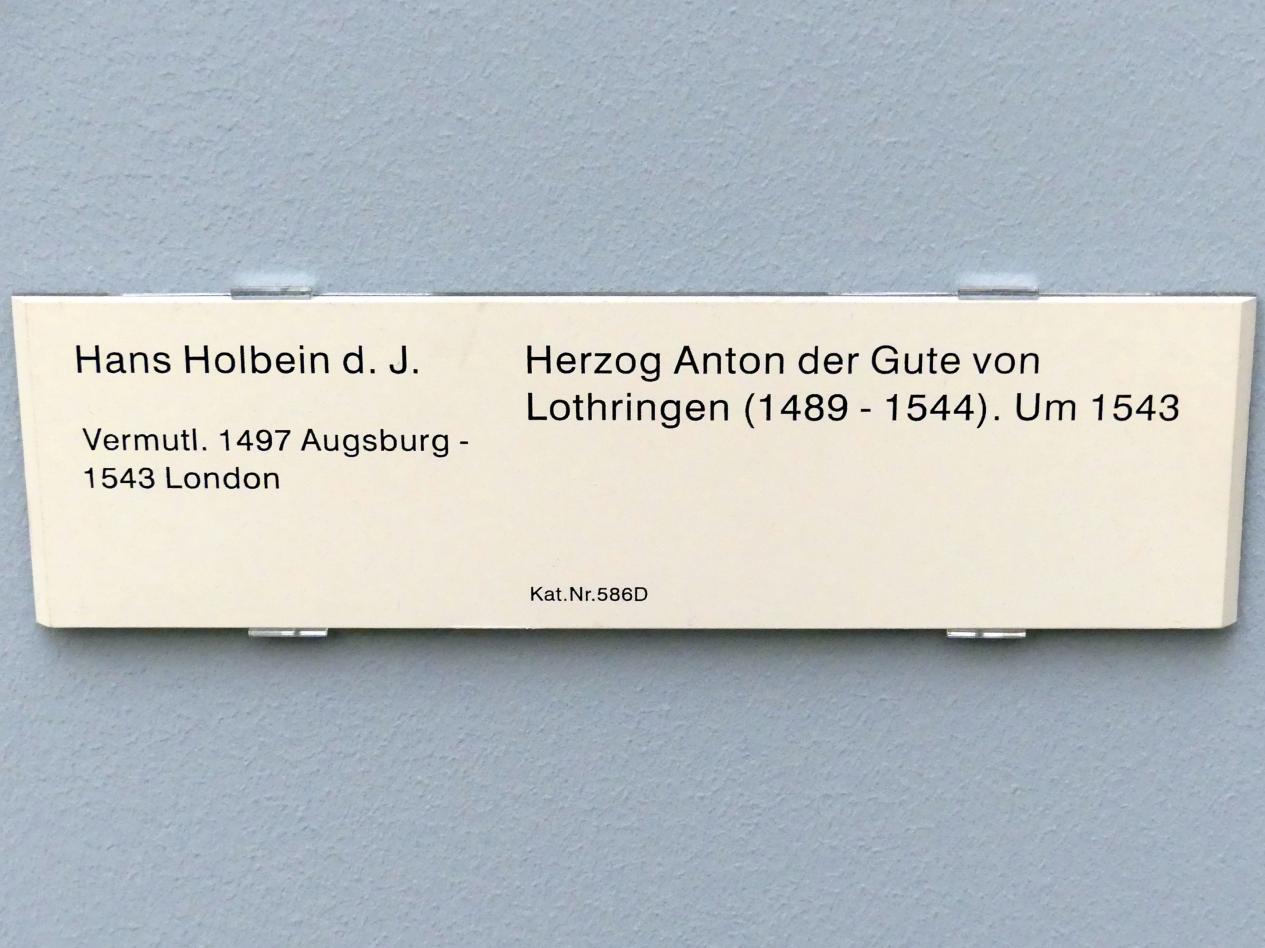 Hans Holbein d. J.
Vermutl. 1497 Augsburg -
1543 London
Herzog Anton der Gute von
Lothringen (1489 - 1544). Um 1543
Kat.Nr.586D